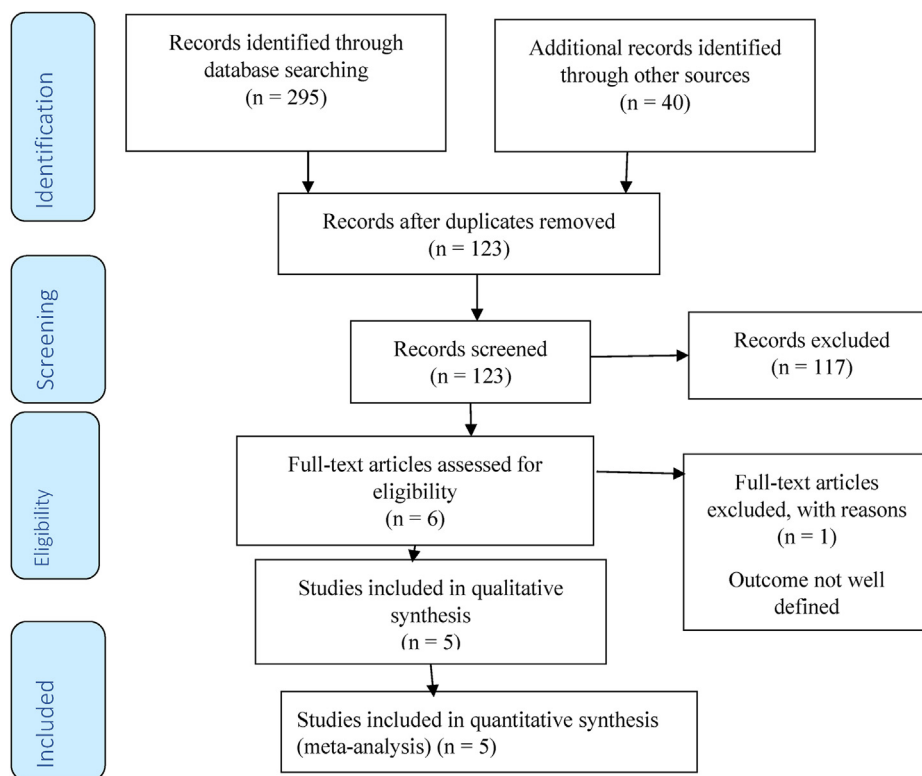 Identification
Records identified through
database searching
(n = 295)
Additional records identified
through other sources
(n = 40)
Records after duplicates removed
(n = 123)
Screening
Records screened
(n = 123)
Records excluded
(n = 117)
Eligibility
Full-text articles assessed for
eligibility
(n = 6)
Full-text articles
excluded, with reasons
(n = 1)
Outcome not well
defined
Studies included in qualitative
synthesis
(n = 5)
Included
Studies included in quantitative synthesis
(meta-analysis) (n = 5)